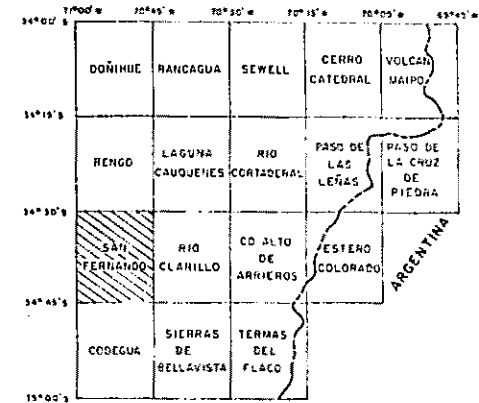 71°00' w 70°45' w 70°30' w 70°15' w 70°00' w 69°45' w
34°00' s
DOÑIHUE RANCAGUA SEWELL CERRO CATEDRAL VOLCAN MAIPO
34°15' s
RENGO LAGUNA CAUQUENES RIO CORTADERAL PASO DE LAS LEÑAS PASO DE LA CRUZ DE PIEDRA
34°30' s
SAN FERNANDO RIO CLARILLO CO ALTO DE ARRIEROS ESTERO COLORADO
ARGENTINA
34°45' s
CODEGUA SIERRAS DE BELLAVISTA TERMAS DEL FLACO
35°00' s